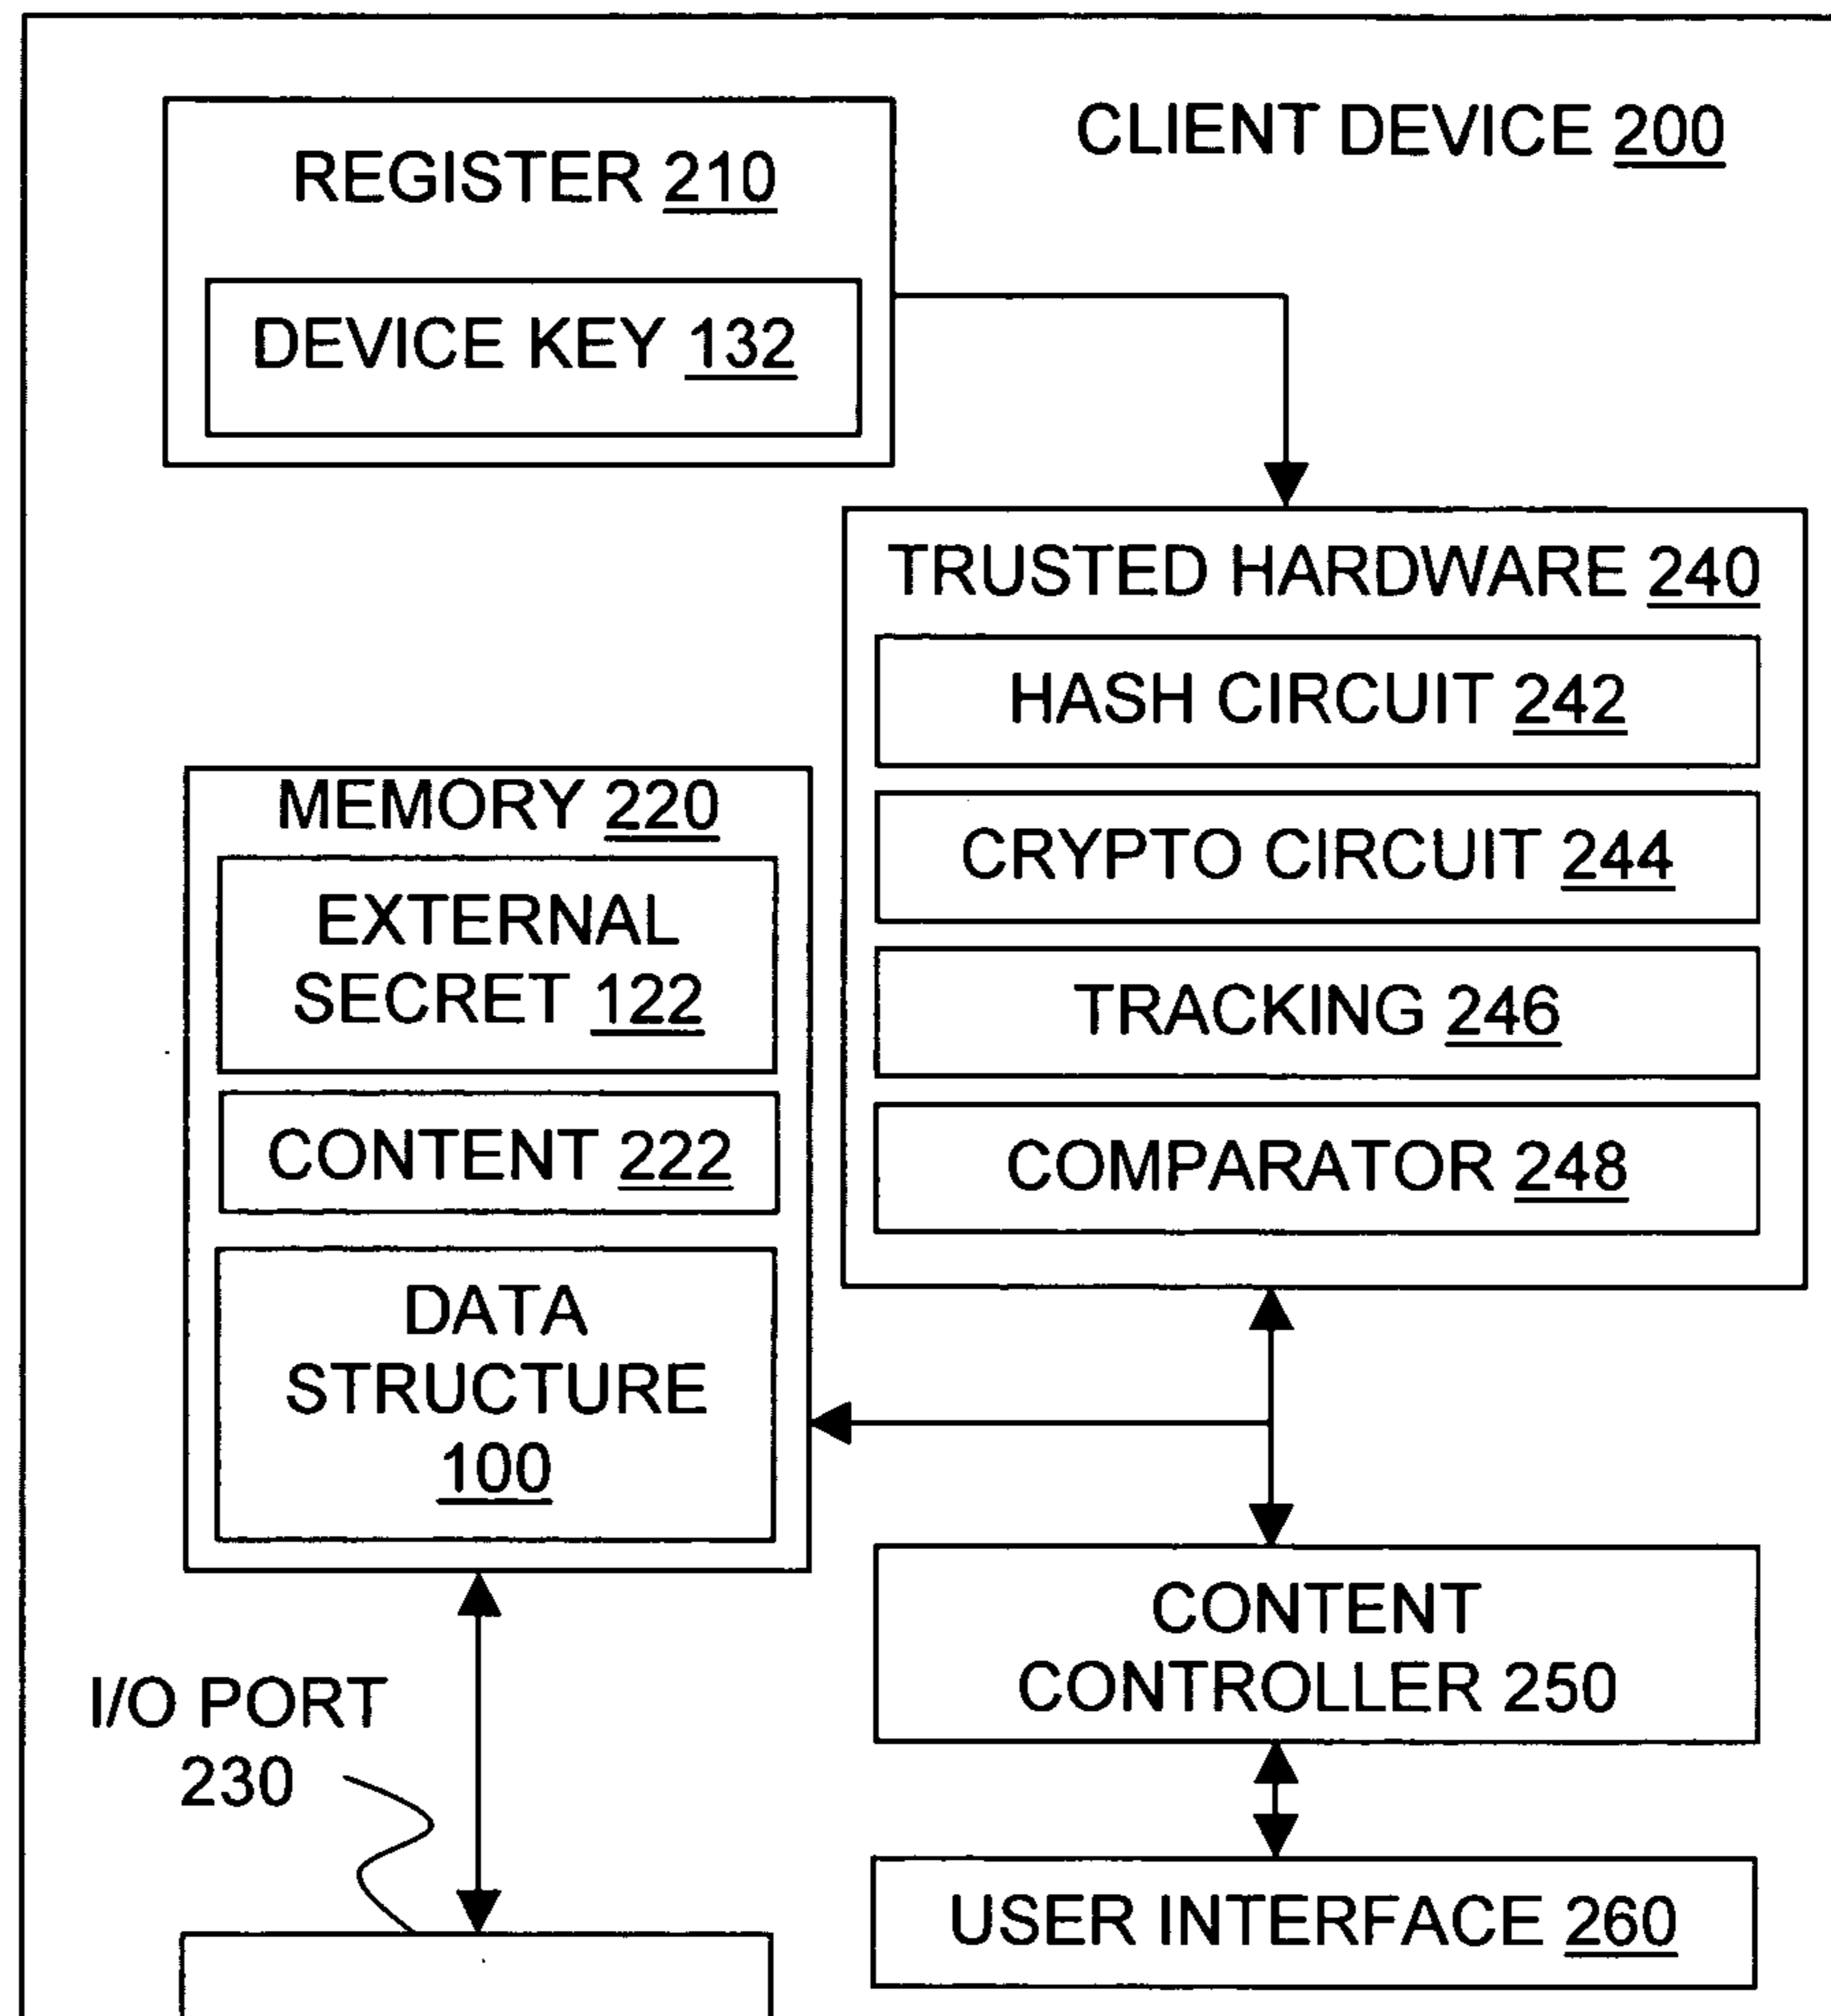 CLIENT DEVICE 200
REGISTER 210
DEVICE KEY 132
TRUSTED HARDWARE 240
HASH CIRCUIT 242
CRYPTO CIRCUIT 244
TRACKING 246
COMPARATOR 248
MEMORY 220
EXTERNAL
SECRET 122
CONTENT 222
DATA
STRUCTURE
100
CONTENT
CONTROLLER 250
I/O PORT
230
USER INTERFACE 260